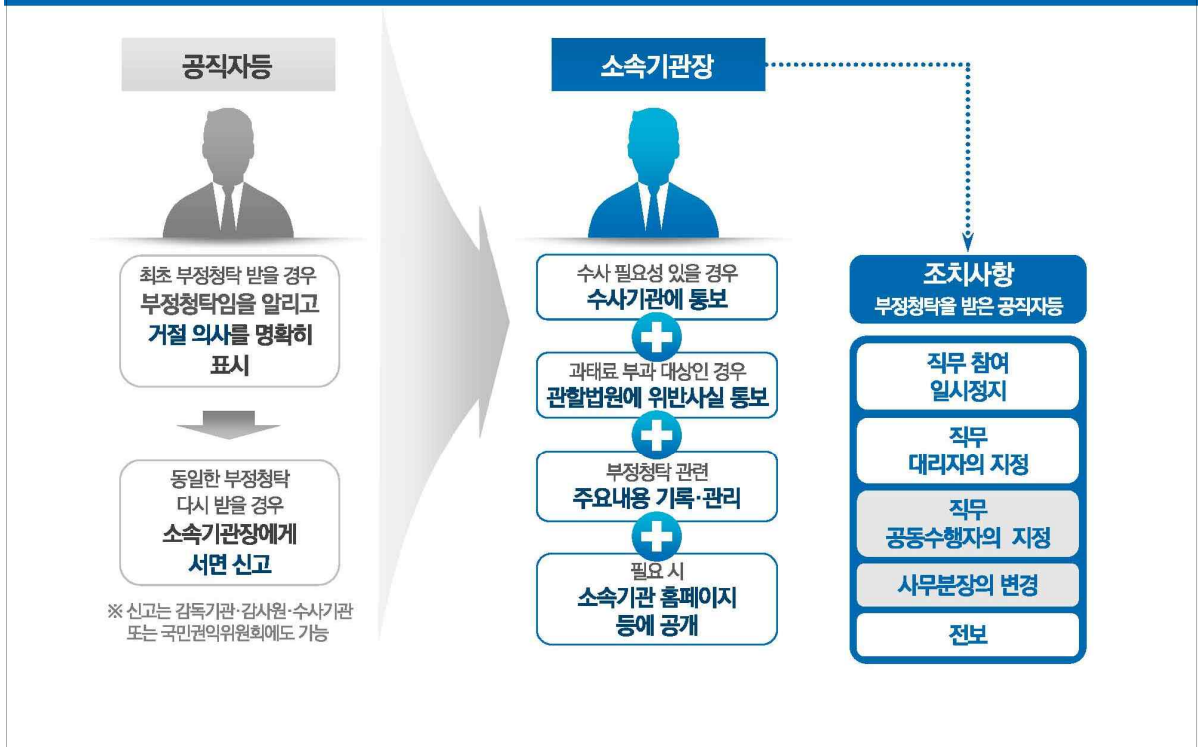 공직자등
최초 부정청탁 받을 경우
부정청탁임을 알리고
거절 의사를 명확히
표시
동일한 부정청탁
다시 받을 경우
소속기관장에게
서면 신고
※ 신고는 감독기관·감사원·수사기관
또는 국민권익위원회에도 가능
소속기관장
수사 필요성 있을 경우
수사기관에 통보
과태료 부과 대상인 경우
관할법원에 위반사실 통보
부정청탁 관련
주요내용 기록·관리
필요 시
소속기관 홈페이지
등에 공개
조치사항
부정청탁을 받은 공직자등
직무 참여
일시정지
직무
대리자의 지정
직무
공동수행자의 지정
사무분장의 변경
전보